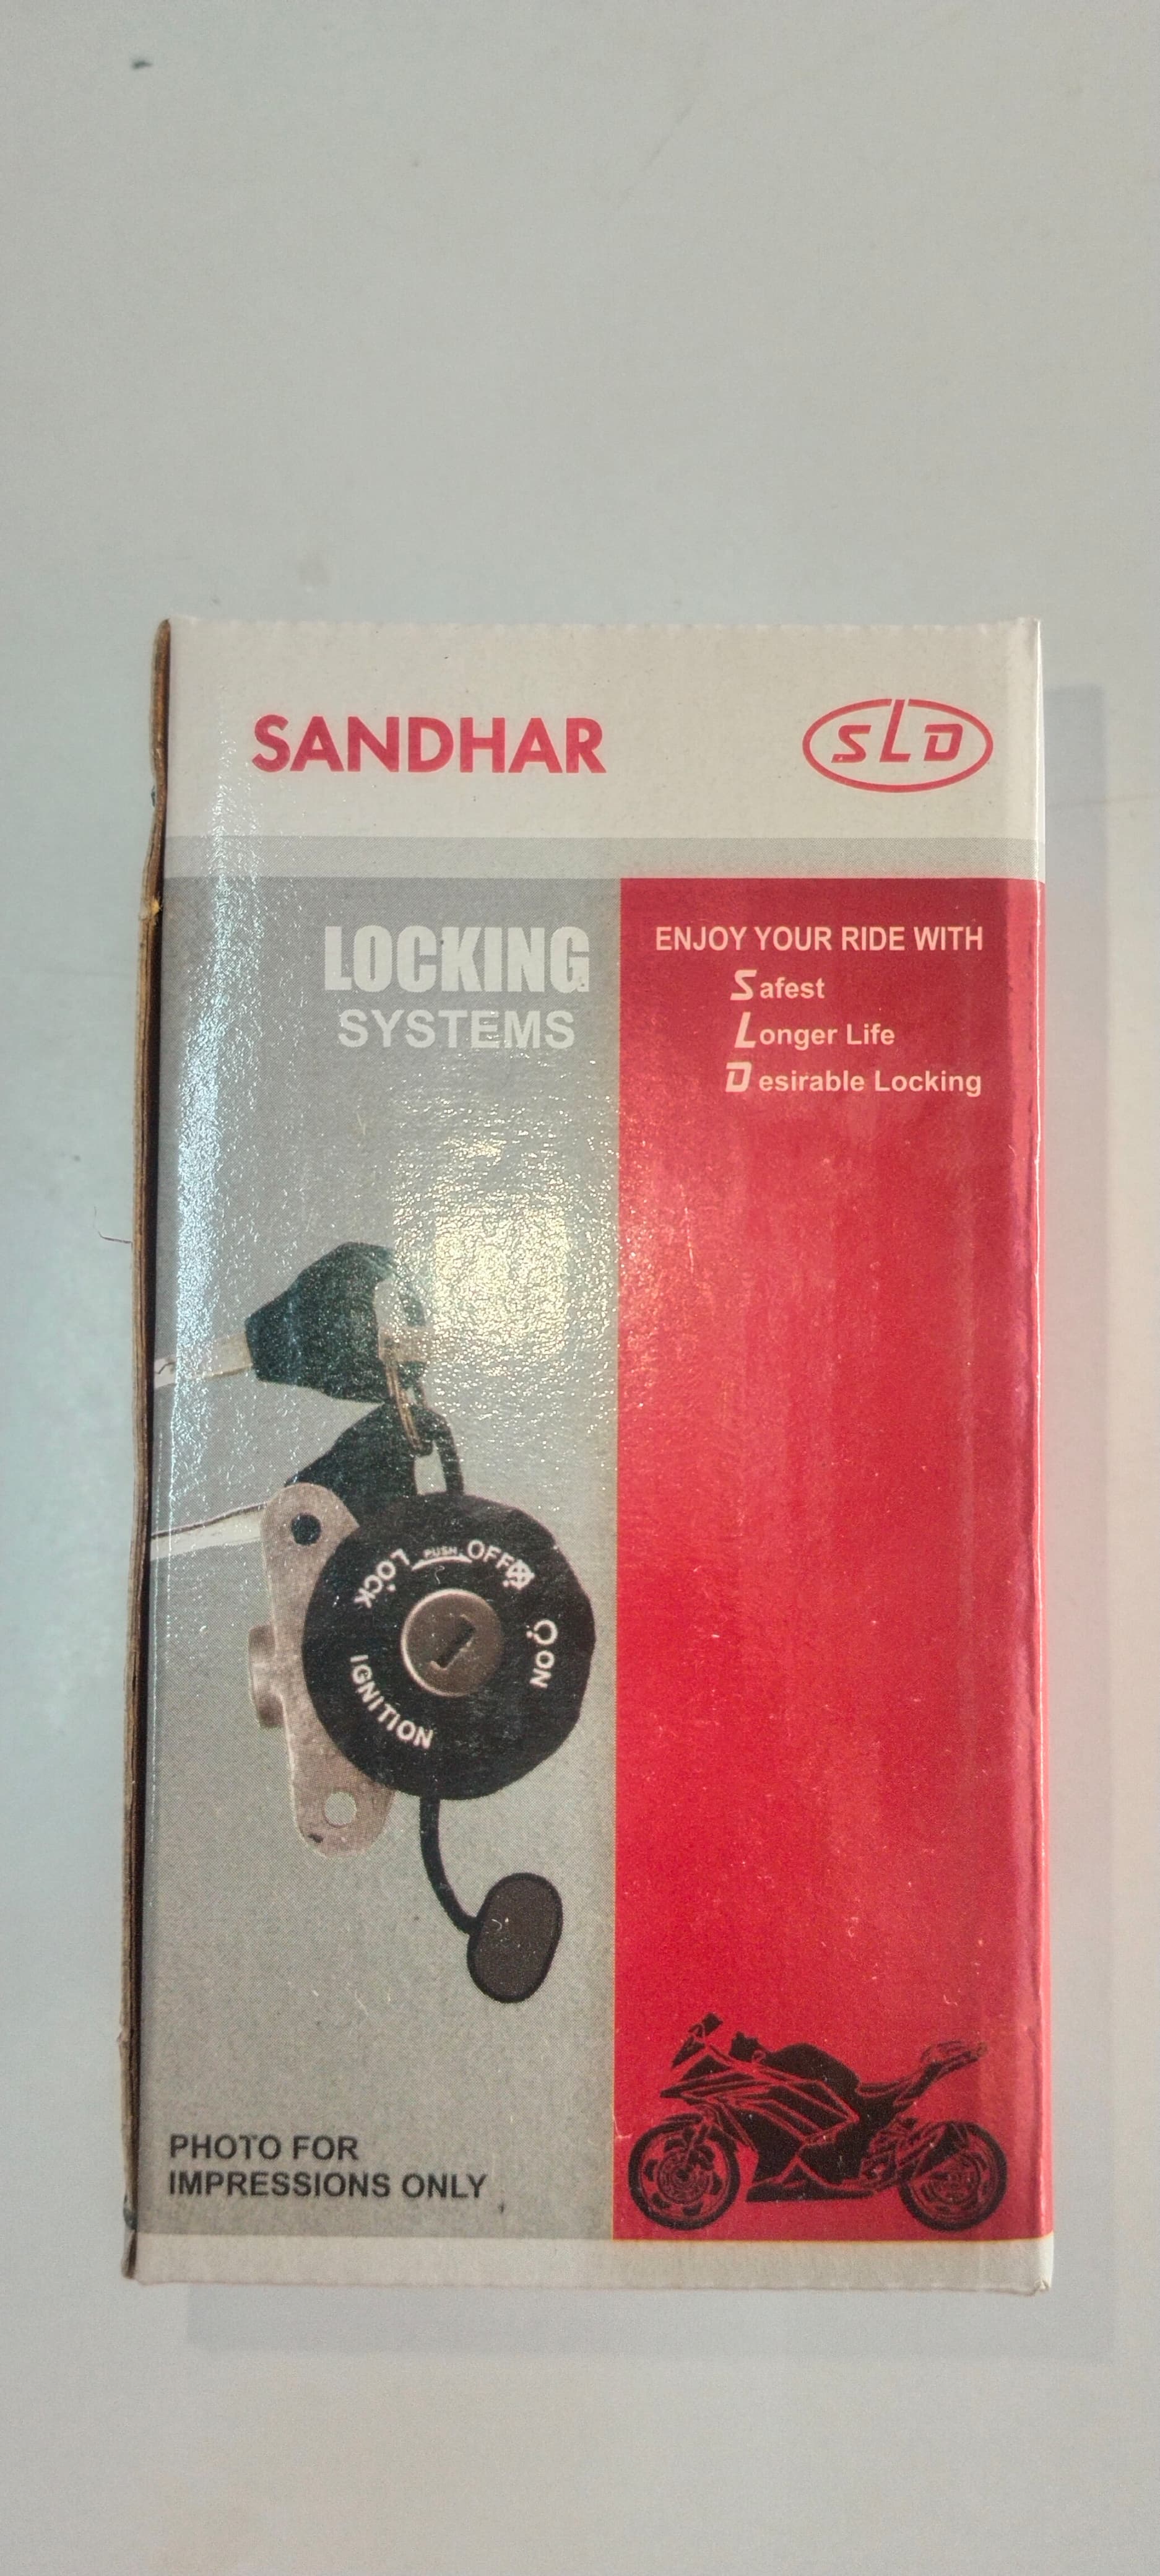 SANDHAR
SLD
LOCKING
SYSTEMS
ENJOY YOUR RIDE WITH
Safest
Longer Life
Desirable Locking
LOCK PUSH OFF
ON
IGNITION
PHOTO FOR
IMPRESSIONS ONLY